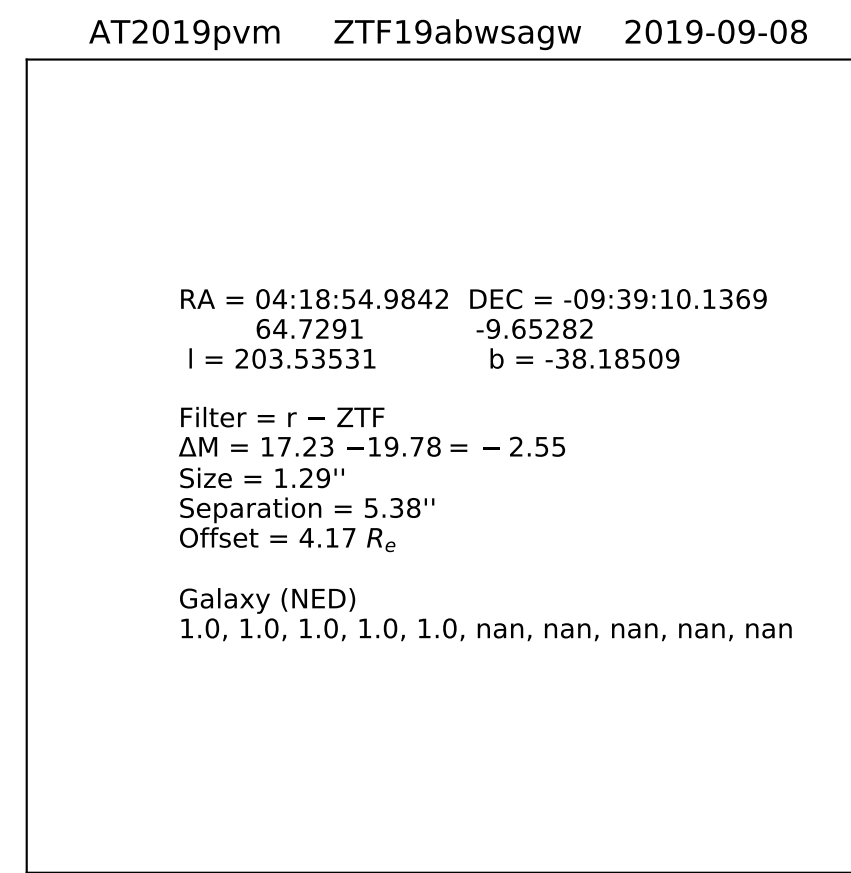 AT2019pvm ZTF19abwsagw 2019-09-08
RA = 04:18:54.9842 DEC = -09:39:10.1369
64.7291 -9.65282
l = 203.53531 b = -38.18509
Filter = r − ZTF
ΔM = 17.23 −19.78 = − 2.55
Size = 1.29''
Separation = 5.38''
Offset = 4.17 Re
Galaxy (NED)
1.0, 1.0, 1.0, 1.0, 1.0, nan, nan, nan, nan, nan